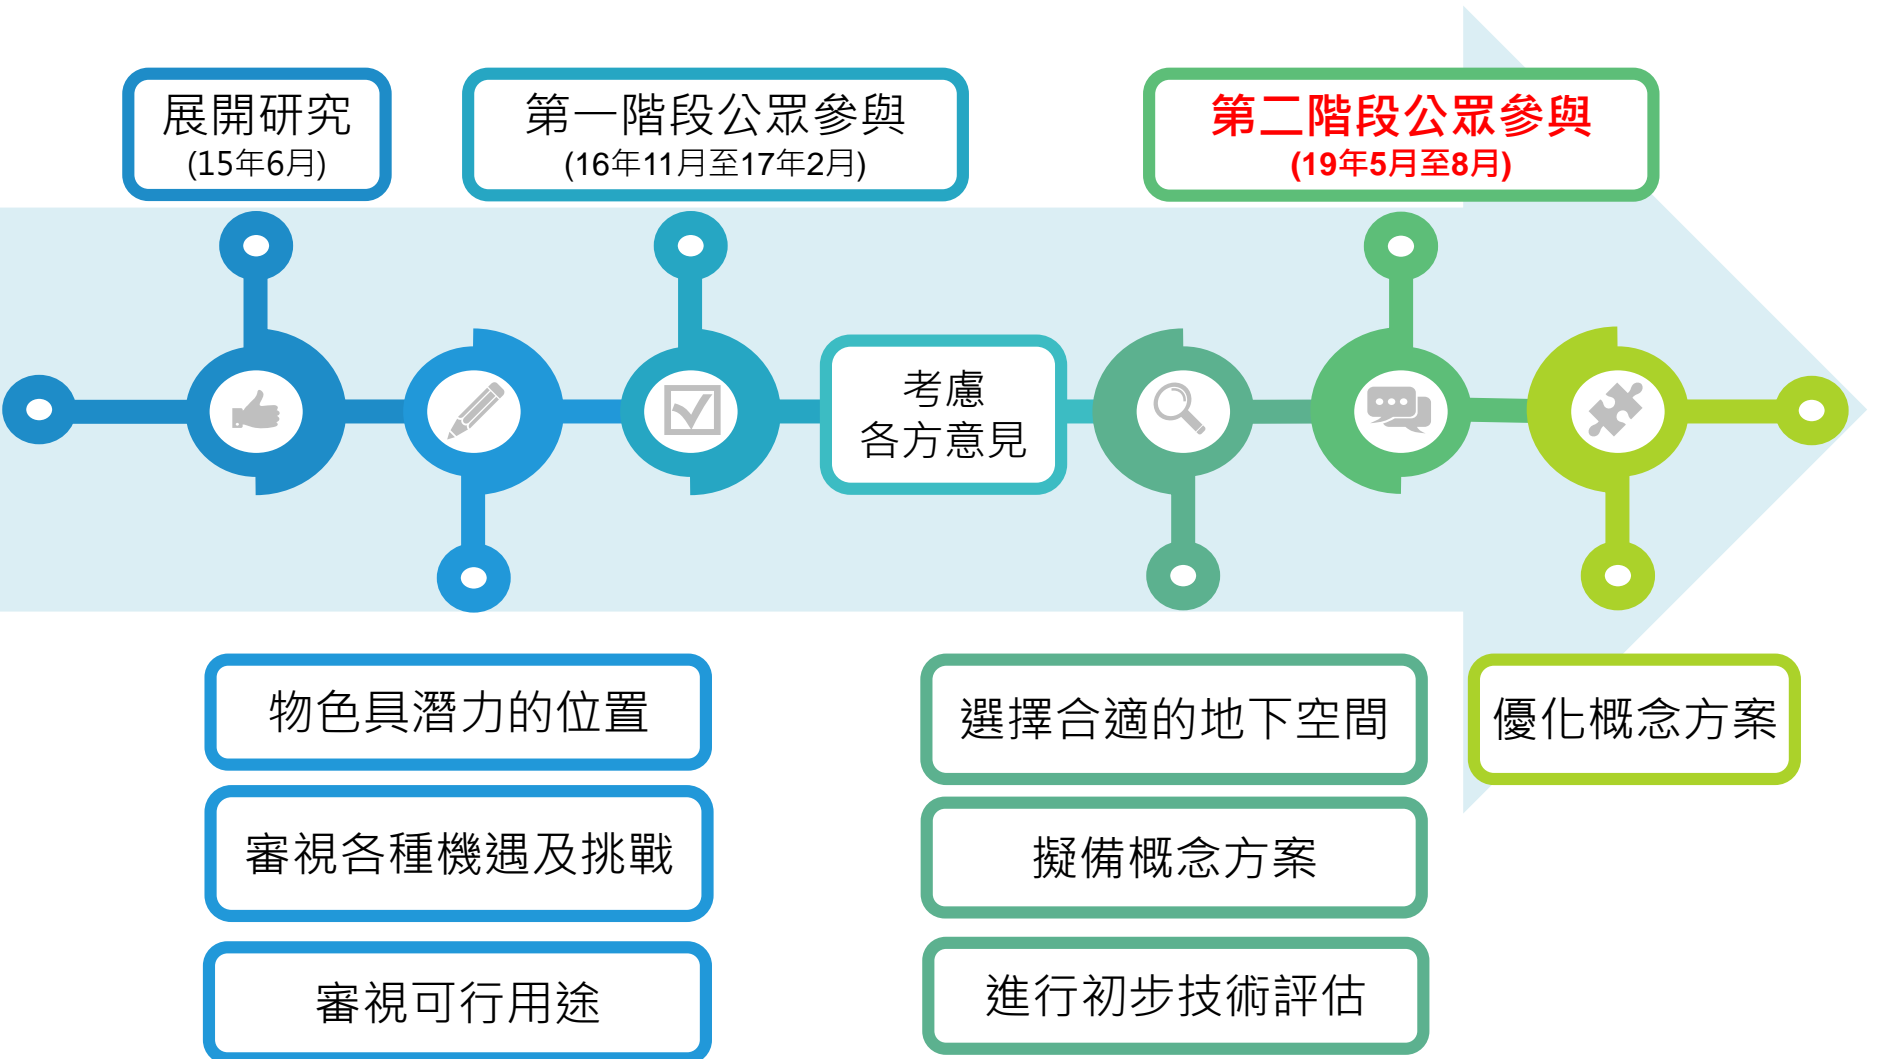 展開研究
(15年6月)
第一階段公眾參與
(16年11月至17年2月)
第二階段公眾參與
(19年5月至8月)
考慮
各方意見
物色具潛力的位置
審視各種機遇及挑戰
審視可行用途
選擇合適的地下空間
擬備概念方案
進行初步技術評估
優化概念方案